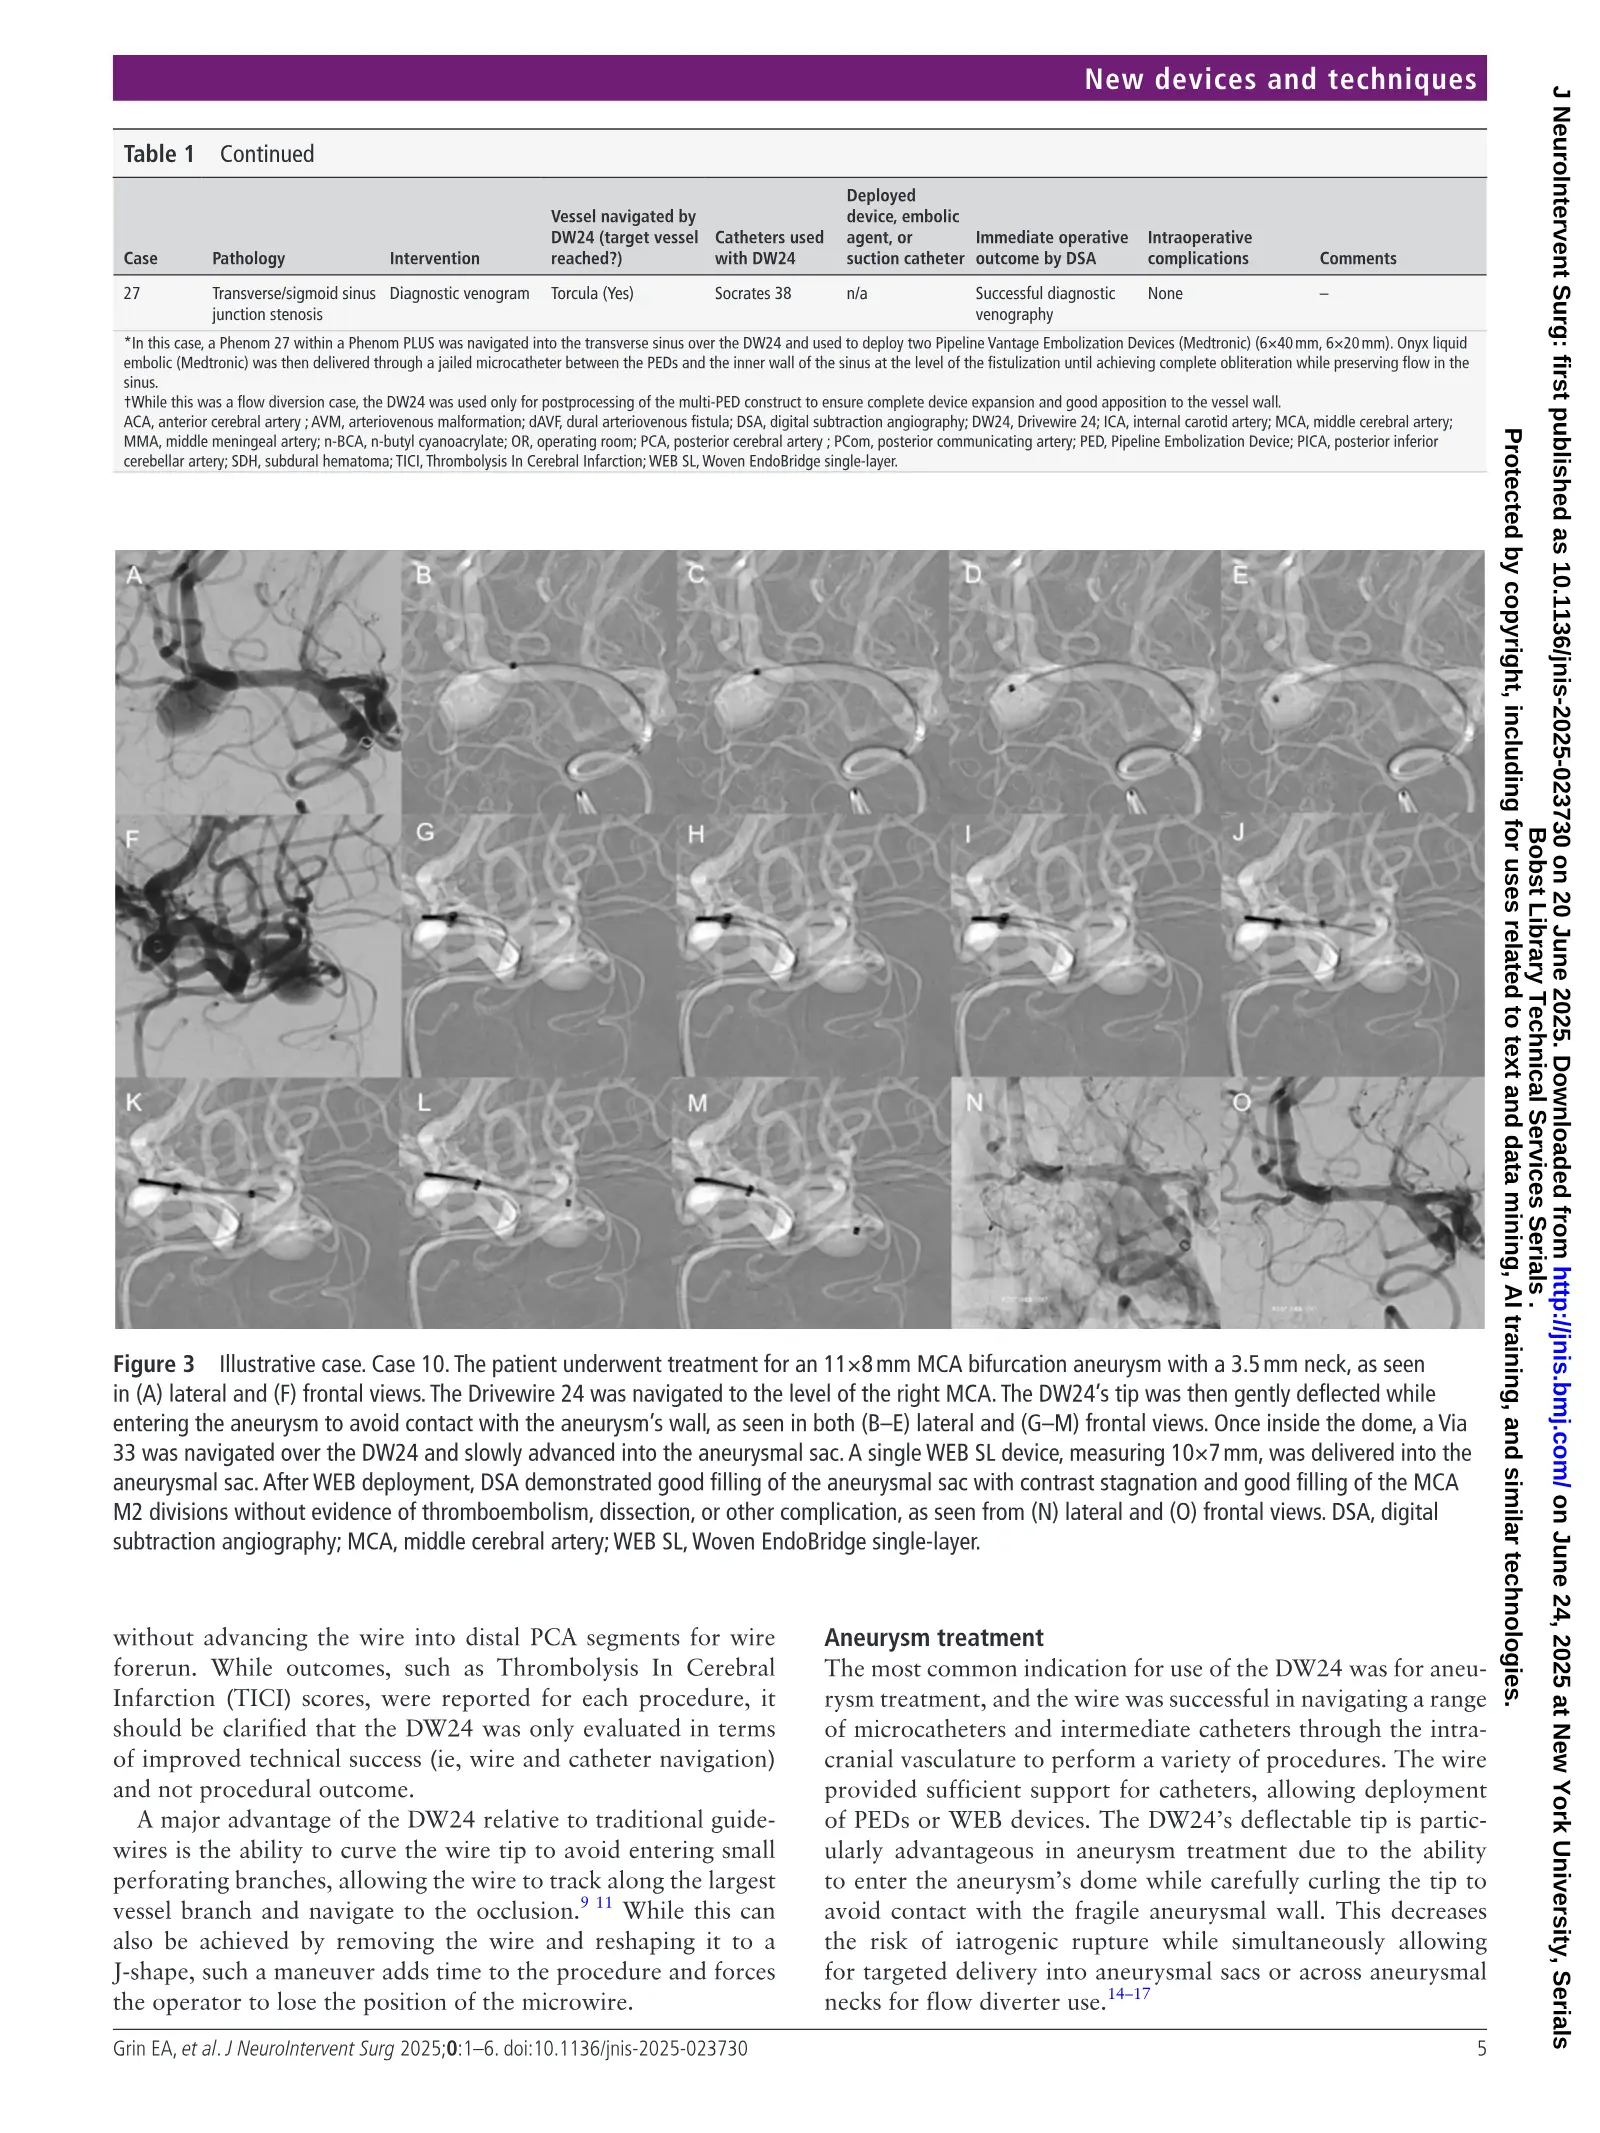 New devices and techniques
Table 1 Continued
Case
Pathology
Intervention
Vessel navigated by
DW24 (target vessel
reached?)
Catheters used
with DW24
Deployed
device, embolic
agent, or
suction catheter
Immediate operative
outcome by DSA
Intraoperative
complications
Comments
27
Transverse/sigmoid sinus
junction stenosis
Diagnostic venogram
Torcula (Yes)
Socrates 38
n/a
Successful diagnostic
venography
None
–
*In this case, a Phenom 27 within a Phenom PLUS was navigated into the transverse sinus over the DW24 and used to deploy two Pipeline Vantage Embolization Devices (Medtronic) (6×40 mm, 6×20 mm). Onyx liquid
embolic (Medtronic) was then delivered through a jailed microcatheter between the PEDs and the inner wall of the sinus at the level of the fistulization until achieving complete obliteration while preserving flow in the
sinus.
†While this was a flow diversion case, the DW24 was used only for postprocessing of the multi-PED construct to ensure complete device expansion and good apposition to the vessel wall.
ACA, anterior cerebral artery ; AVM, arteriovenous malformation; dAVF, dural arteriovenous fistula; DSA, digital subtraction angiography; DW24, Drivewire 24; ICA, internal carotid artery; MCA, middle cerebral artery;
MMA, middle meningeal artery; n-BCA, n-butyl cyanoacrylate; OR, operating room; PCA, posterior cerebral artery ; PCom, posterior communicating artery; PED, Pipeline Embolization Device; PICA, posterior inferior
cerebellar artery; SDH, subdural hematoma; TICI, Thrombolysis In Cerebral Infarction; WEB SL, Woven EndoBridge single-layer.
A B C D E
F G H I J
K L M N O
Figure 3 Illustrative case. Case 10. The patient underwent treatment for an 11×8 mm MCA bifurcation aneurysm with a 3.5 mm neck, as seen
in (A) lateral and (F) frontal views. The Drivewire 24 was navigated to the level of the right MCA. The DW24’s tip was then gently deflected while
entering the aneurysm to avoid contact with the aneurysm’s wall, as seen in both (B–E) lateral and (G–M) frontal views. Once inside the dome, a Via
33 was navigated over the DW24 and slowly advanced into the aneurysmal sac. A single WEB SL device, measuring 10×7 mm, was delivered into the
aneurysmal sac. After WEB deployment, DSA demonstrated good filling of the aneurysmal sac with contrast stagnation and good filling of the MCA
M2 divisions without evidence of thromboembolism, dissection, or other complication, as seen from (N) lateral and (O) frontal views. DSA, digital
subtraction angiography; MCA, middle cerebral artery; WEB SL, Woven EndoBridge single-layer.
without advancing the wire into distal PCA segments for wire
forerun. While outcomes, such as Thrombolysis In Cerebral
Infarction (TICI) scores, were reported for each procedure, it
should be clarified that the DW24 was only evaluated in terms
of improved technical success (ie, wire and catheter navigation)
and not procedural outcome.
A major advantage of the DW24 relative to traditional guide-
wires is the ability to curve the wire tip to avoid entering small
perforating branches, allowing the wire to track along the largest
vessel branch and navigate to the occlusion.9 11 While this can
also be achieved by removing the wire and reshaping it to a
J-shape, such a maneuver adds time to the procedure and forces
the operator to lose the position of the microwire.
Aneurysm treatment
The most common indication for use of the DW24 was for aneu-
rysm treatment, and the wire was successful in navigating a range
of microcatheters and intermediate catheters through the intra-
cranial vasculature to perform a variety of procedures. The wire
provided sufficient support for catheters, allowing deployment
of PEDs or WEB devices. The DW24’s deflectable tip is partic-
ularly advantageous in aneurysm treatment due to the ability
to enter the aneurysm’s dome while carefully curling the tip to
avoid contact with the fragile aneurysmal wall. This decreases
the risk of iatrogenic rupture while simultaneously allowing
for targeted delivery into aneurysmal sacs or across aneurysmal
necks for flow diverter use.14–17
Grin EA, et al. J NeuroIntervent Surg 2025;0:1–6. doi:10.1136/jnis-2025-023730
5
J NeuroIntervent Surg: first published as 10.1136/jnis-2025-023730 on 20 June 2025. Downloaded from http://jnis.bmj.com/ on June 24, 2025 at New York University, Serials
Bobst Library Technical Services Serials .
Protected by copyright, including for uses related to text and data mining, AI training, and similar technologies.